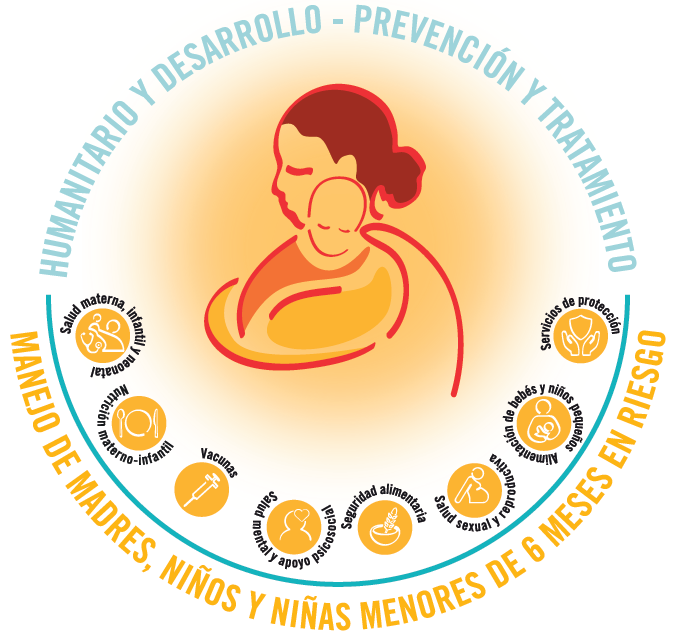 HUMANITARIO Y DESARROLLO - PREVENCIÓN Y TRATAMIENTO
Salud materna, infantil y neonatal
Nutrición materno-infantil
Vacunas
Salud mental y apoyo psicosocial
Seguridad alimentaria
Salud sexual y reproductiva
Alimentación de bebés y niños pequeños
Servicios de protección
MANEJO DE MADRES, NIÑOS Y NIÑAS MENORES DE 6 MESES EN RIESGO